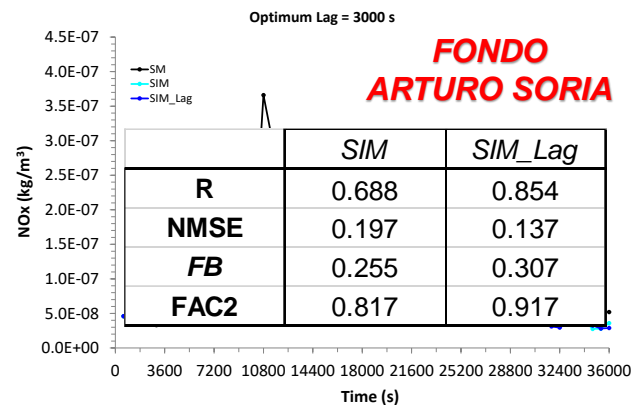 Optimum Lag = 3000 s
FONDO
ARTURO SORIA
SM
SIM
SIM_Lag
NOx (kg/m³)
4.5E-07
4.0E-07
3.5E-07
3.0E-07
2.5E-07
2.0E-07
1.5E-07
1.0E-07
5.0E-08
0.0E+00
SIM SIM_Lag
R 0.688 0.854
NMSE 0.197 0.137
FB 0.255 0.307
FAC2 0.817 0.917
0 3600 7200 10800 14400 18000 21600 25200 28800 32400 36000
Time (s)